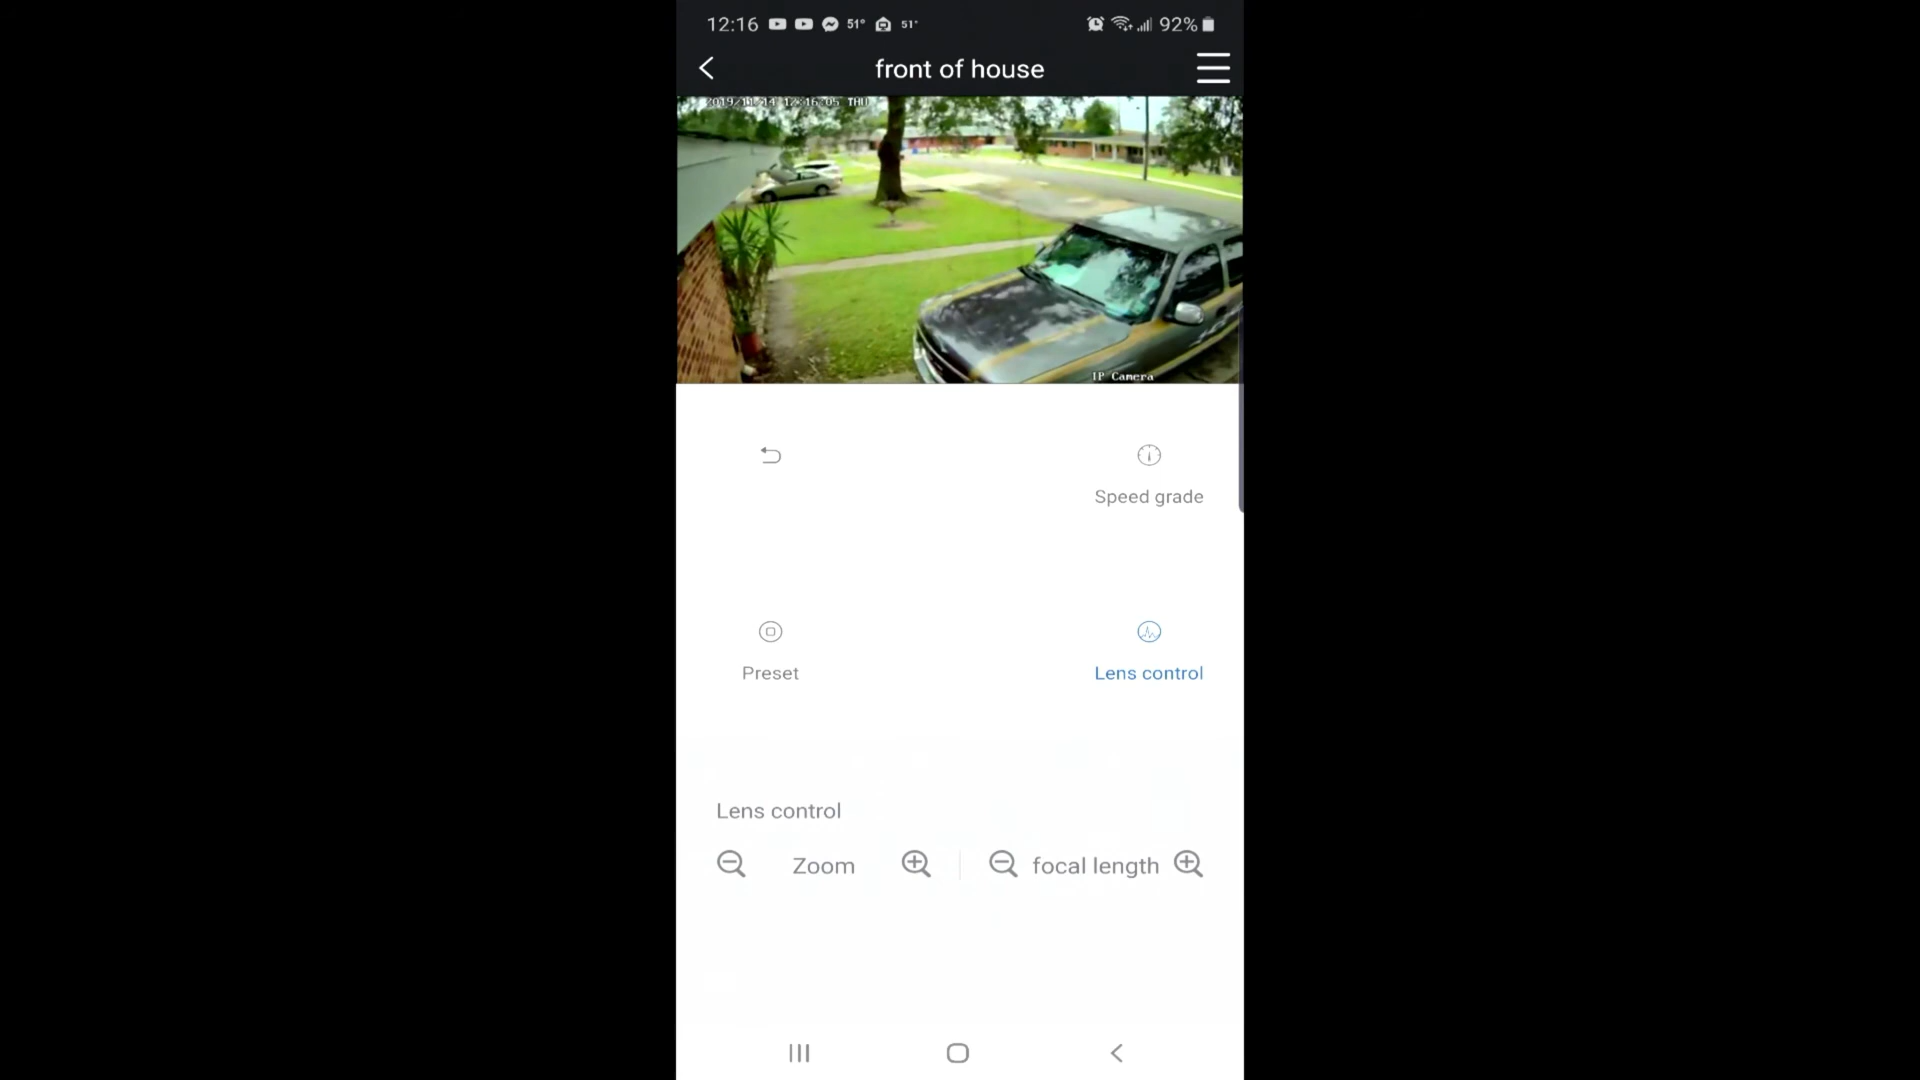 12:16 51° 51° 92%
front of house
2019/11/14 12:16:05 THU
IP Camera
Speed grade
Preset
Lens control
Lens control
Zoom focal length